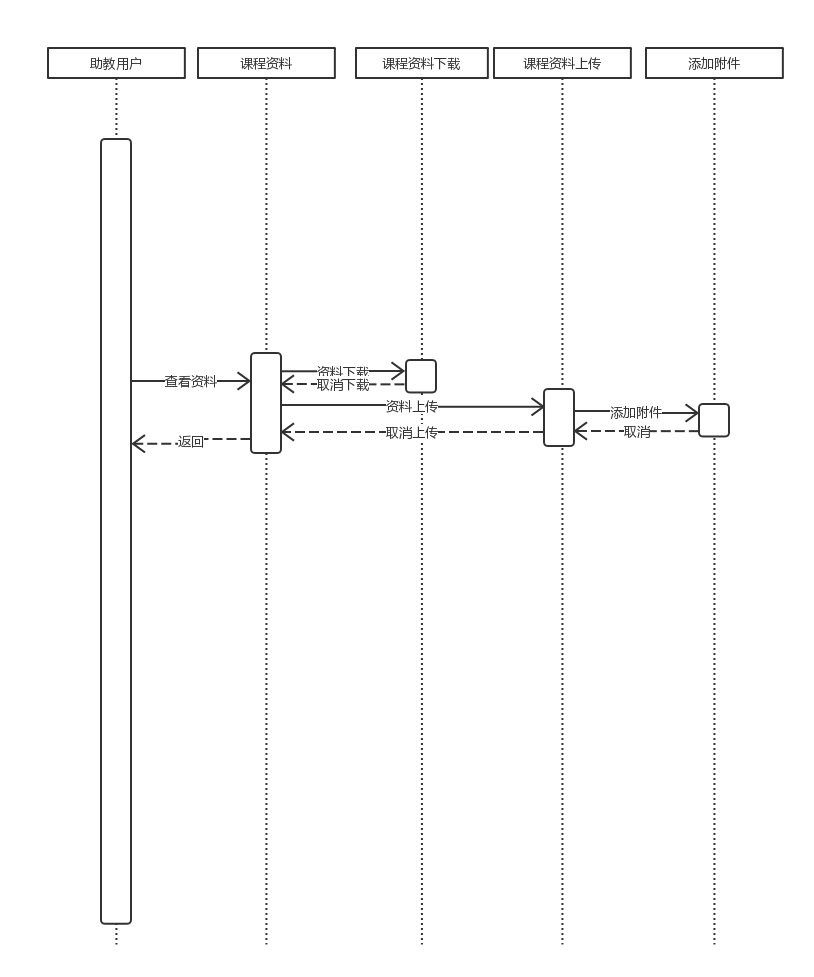 助教用户
课程资料
课程资料下载
课程资料上传
添加附件
资料下载
查看资料
取消下载
资料上传
添加附件
取消上传
取消
返回